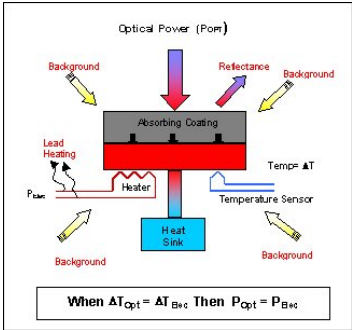 Optical Power (POPT)
Background
Reflectance
Background
Absorbing Coating
Lead
Heating
Temp= ΔT
PElec
Heater
Temperature Sensor
Heat
Sink
Background
Background
When ΔTOpt = ΔTElec Then POpt = PElec